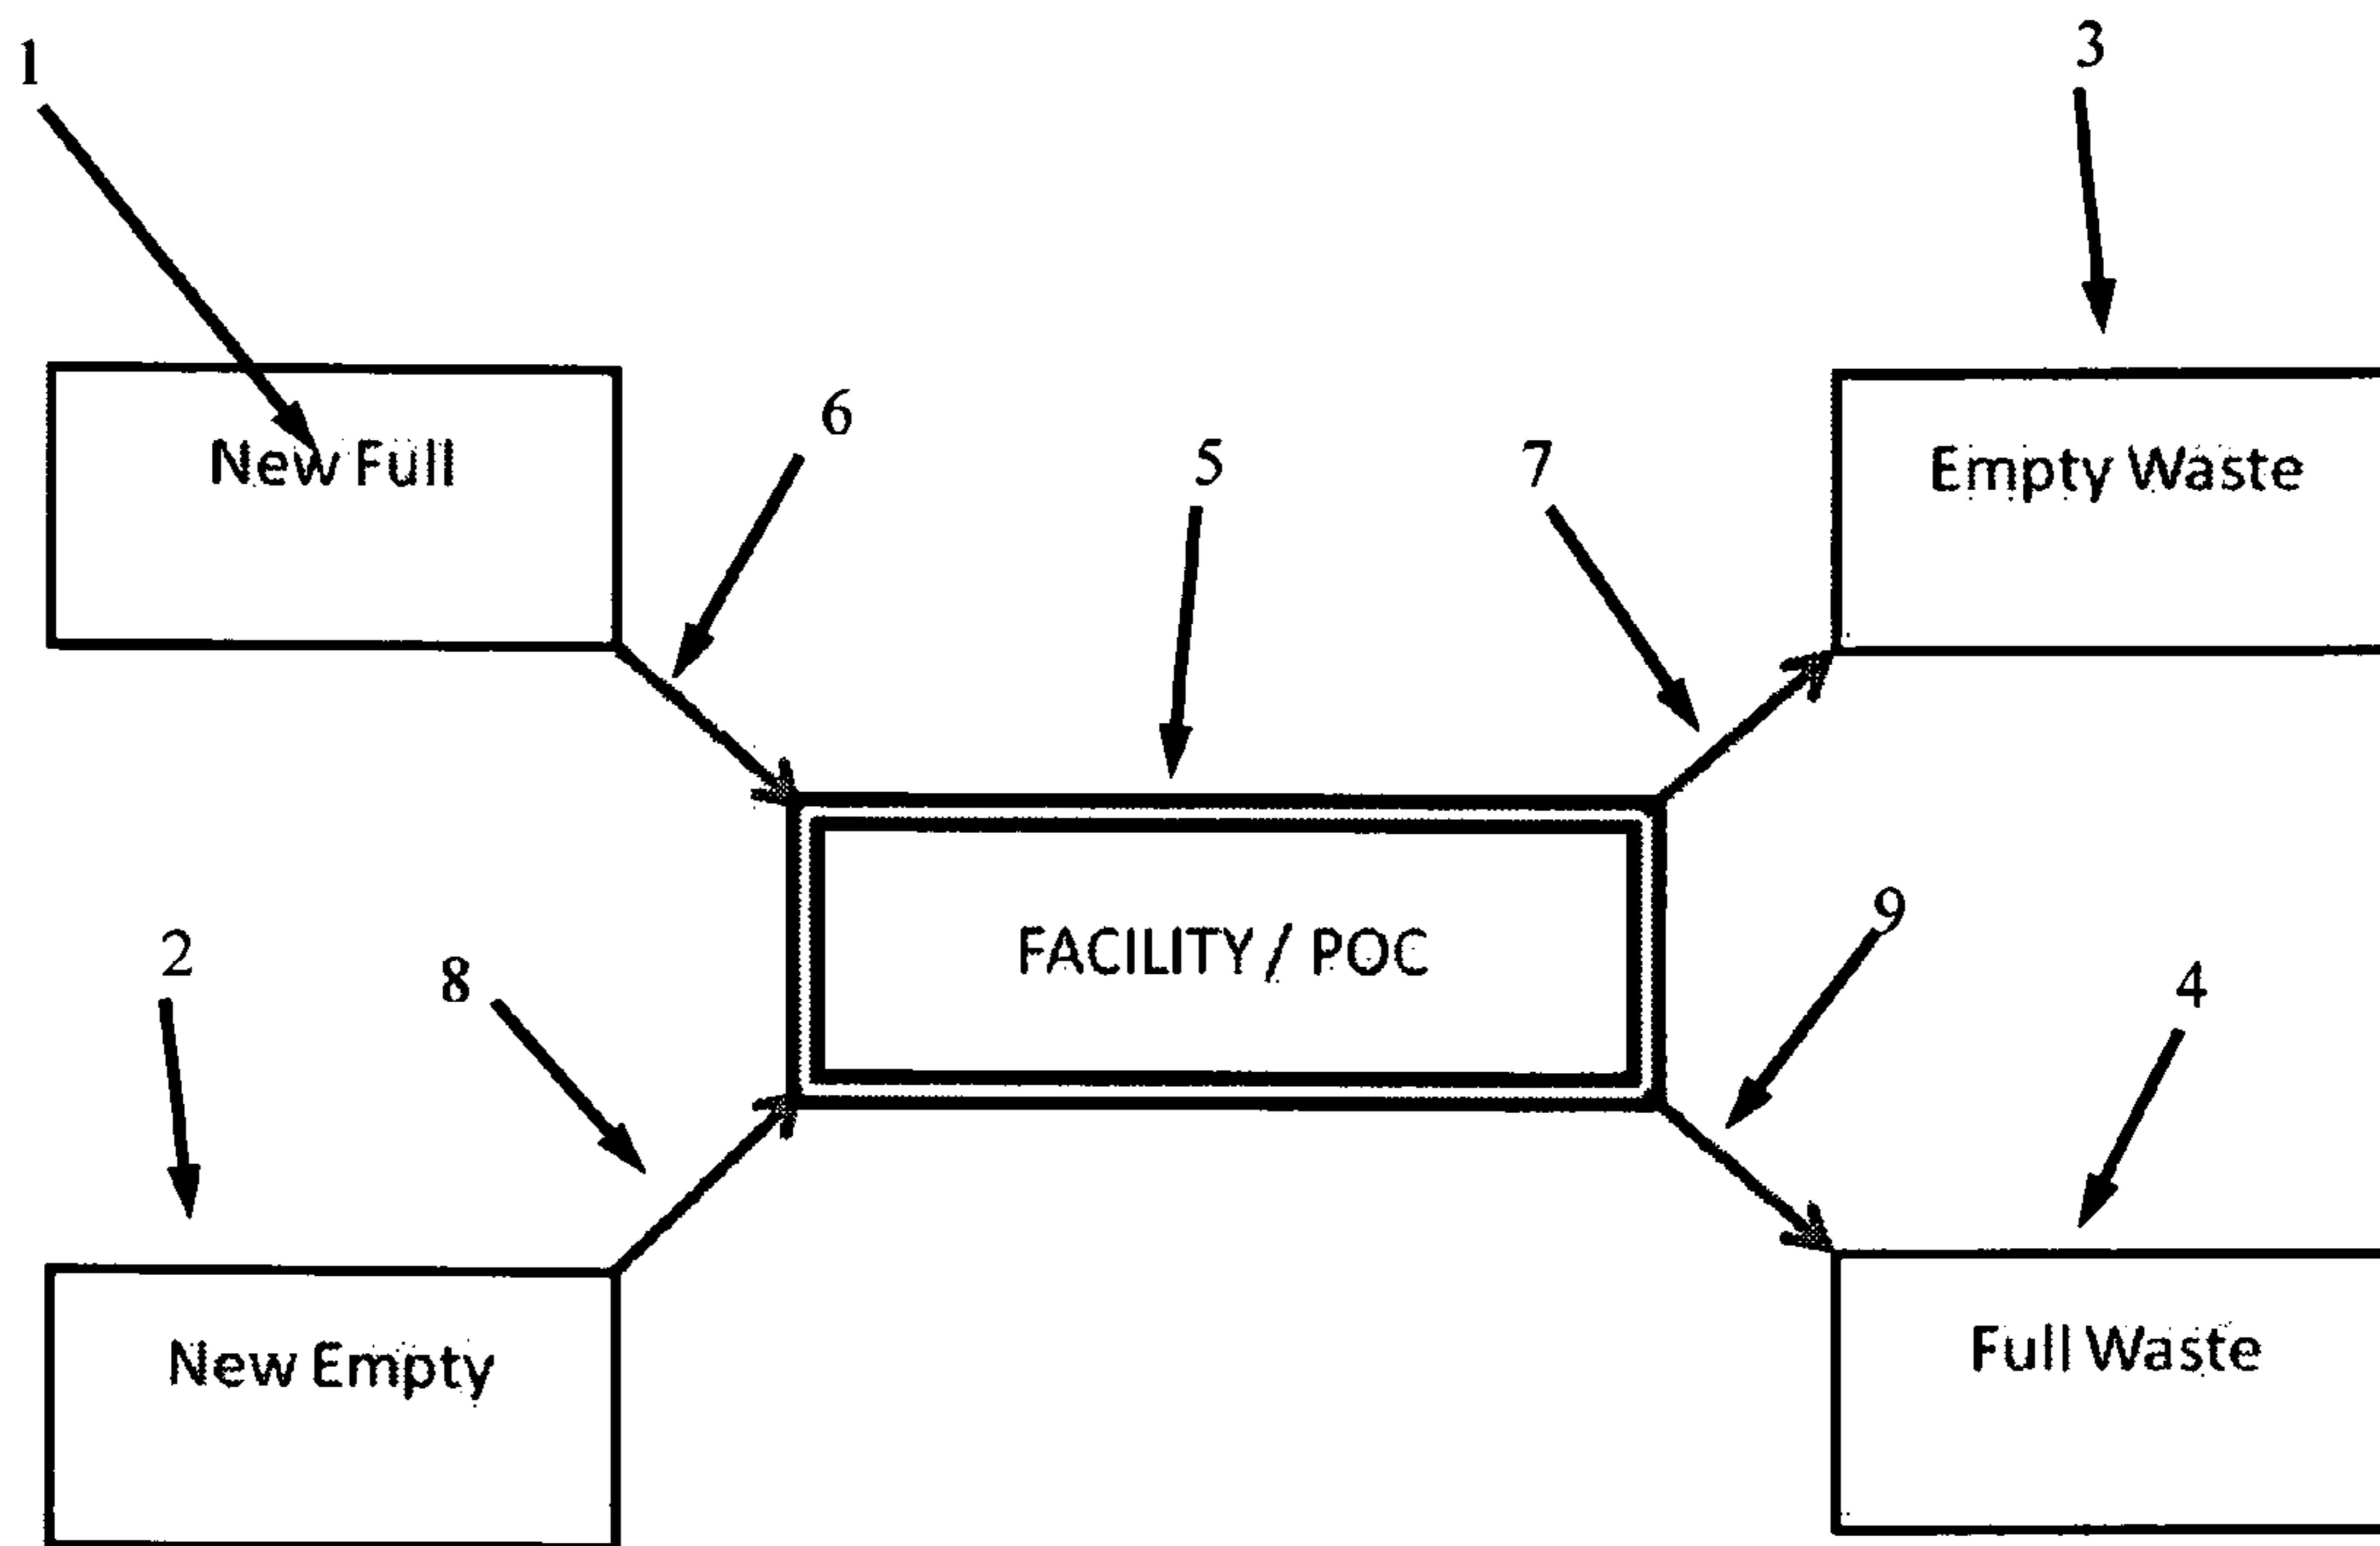 1
3
New Full
6
5
7
Empty Waste
FACILITY / POC
2
8
9
4
New Empty
Full Waste